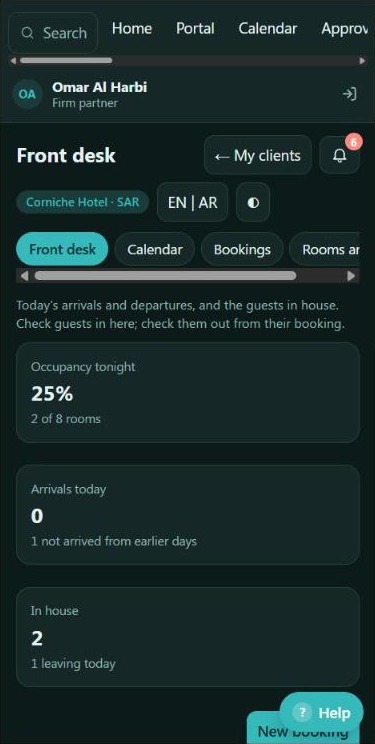 Search Home Portal Calendar Approv
OA Omar Al Harbi
Firm partner
Front desk ← My clients 6
Corniche Hotel · SAR EN | AR
Front desk Calendar Bookings Rooms an
Today's arrivals and departures, and the guests in house.
Check guests in here; check them out from their booking.
Occupancy tonight
25%
2 of 8 rooms
Arrivals today
0
1 not arrived from earlier days
In house
2
1 leaving today
? Help
New booking